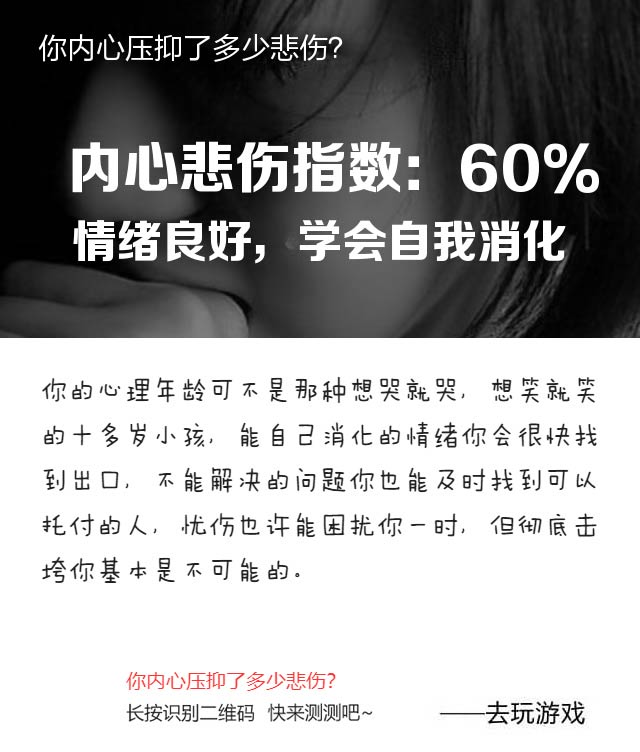 你内心压抑了多少悲伤?
内心悲伤指数：60%
情绪良好，学会自我消化
你的心理年龄可不是那种想哭就哭，想笑就笑
的十多岁小孩，能自己消化的情绪你会很快找
到出口，不能解决的问题你也能及时找到可以
托付的人，忧伤也许能困扰你一时，但彻底击
垮你基本是不可能的。
你内心压抑了多少悲伤?
长按识别二维码 快来测测吧~ ——去玩游戏